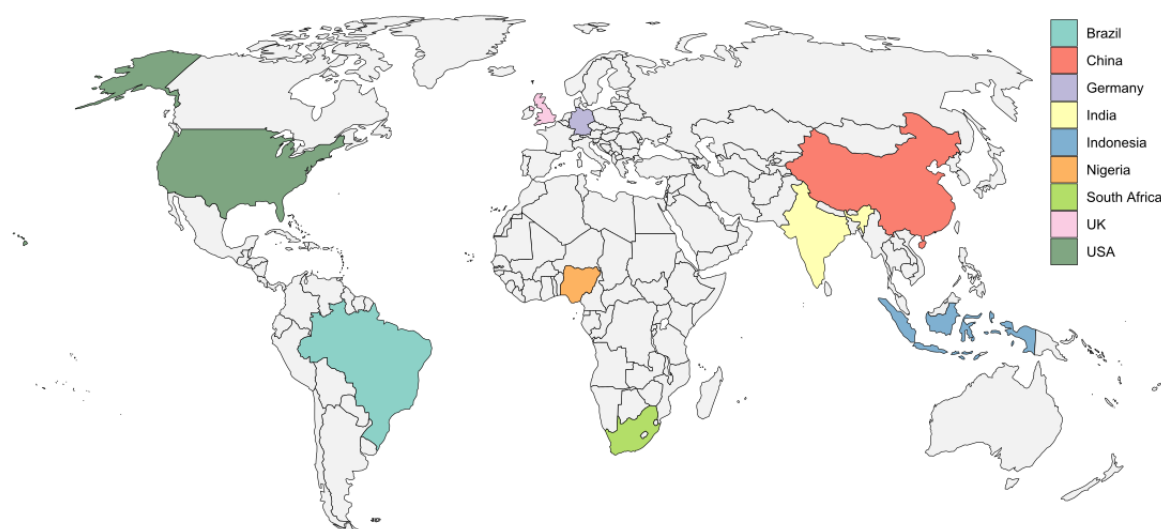 Brazil
China
Germany
India
Indonesia
Nigeria
South Africa
UK
USA